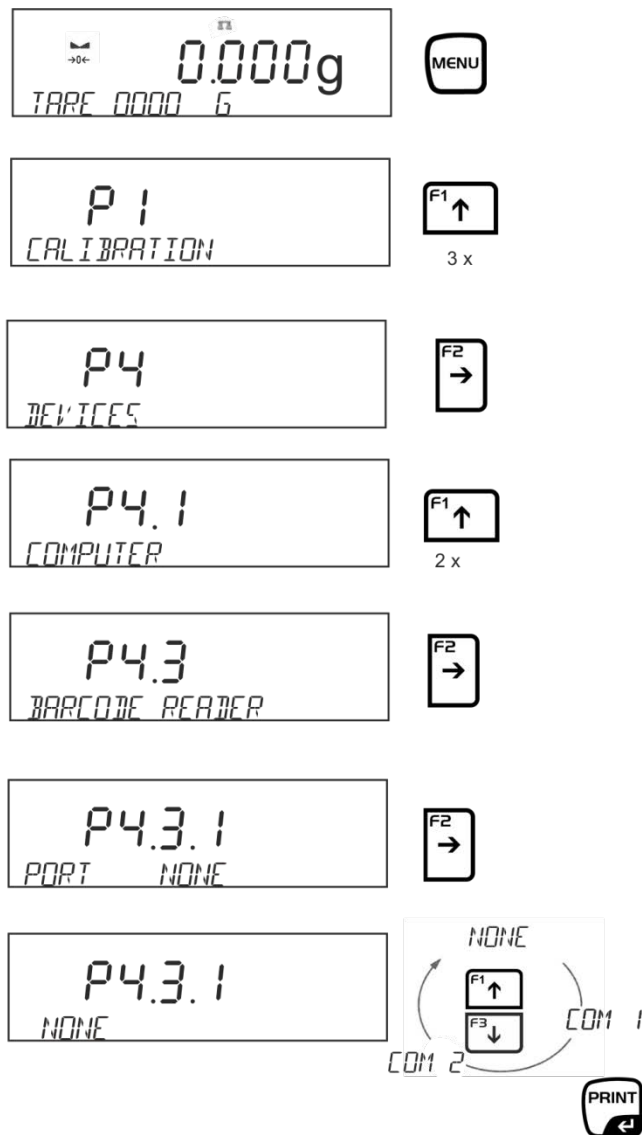 →0← 0.000g
MENU
TARE 0000 G
P1
F1 ↑
CALIBRATION
3 x
P4
F2 →
DEVICES
P4.1
F1 ↑
COMPUTER
2 x
P4.3
F2 →
BARCODE READER
P4.3.1
F2 →
PORT NONE
NONE
P4.3.1
F1 ↑
F3 ↓
COM 1
NONE
COM 2
PRINT